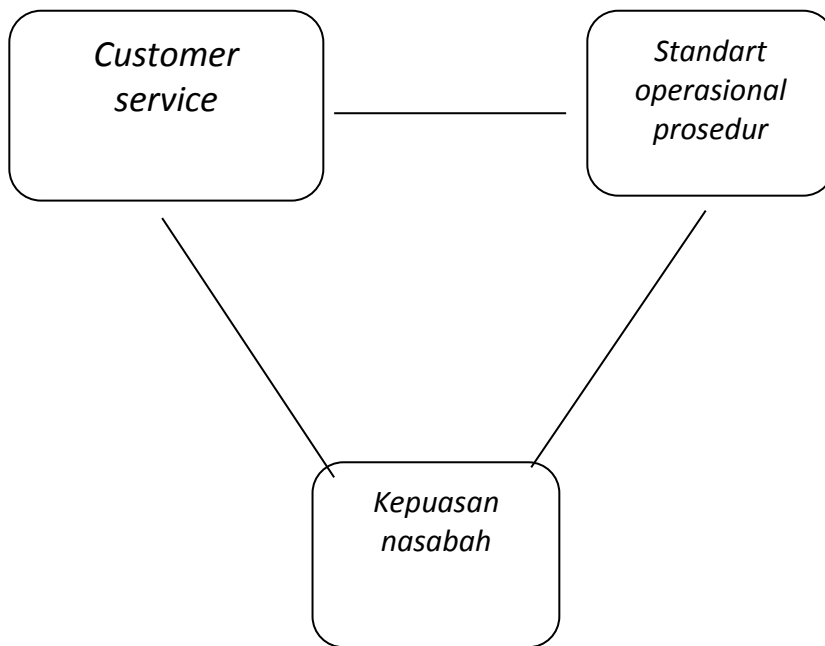 Customer
service
Standart
operasional
prosedur
Kepuasan
nasabah